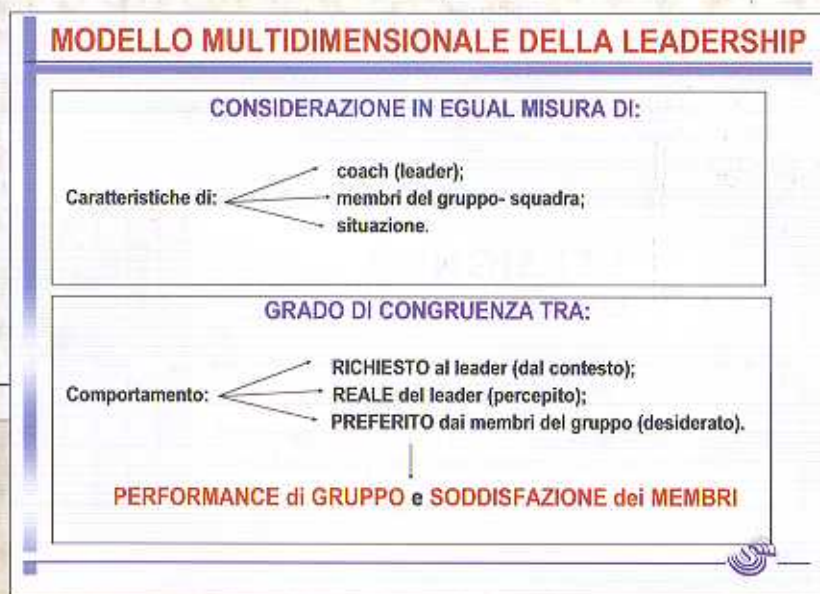 MODELLO MULTIDIMENSIONALE DELLA LEADERSHIP
CONSIDERAZIONE IN EGUAL MISURA DI:
Caratteristiche di:
coach (leader);
membri del gruppo- squadra;
situazione.
GRADO DI CONGRUENZA TRA:
Comportamento:
RICHIESTO al leader (dal contesto);
REALE del leader (percepito);
PREFERITO dai membri del gruppo (desiderato).
PERFORMANCE di GRUPPO e SODDISFAZIONE dei MEMBRI